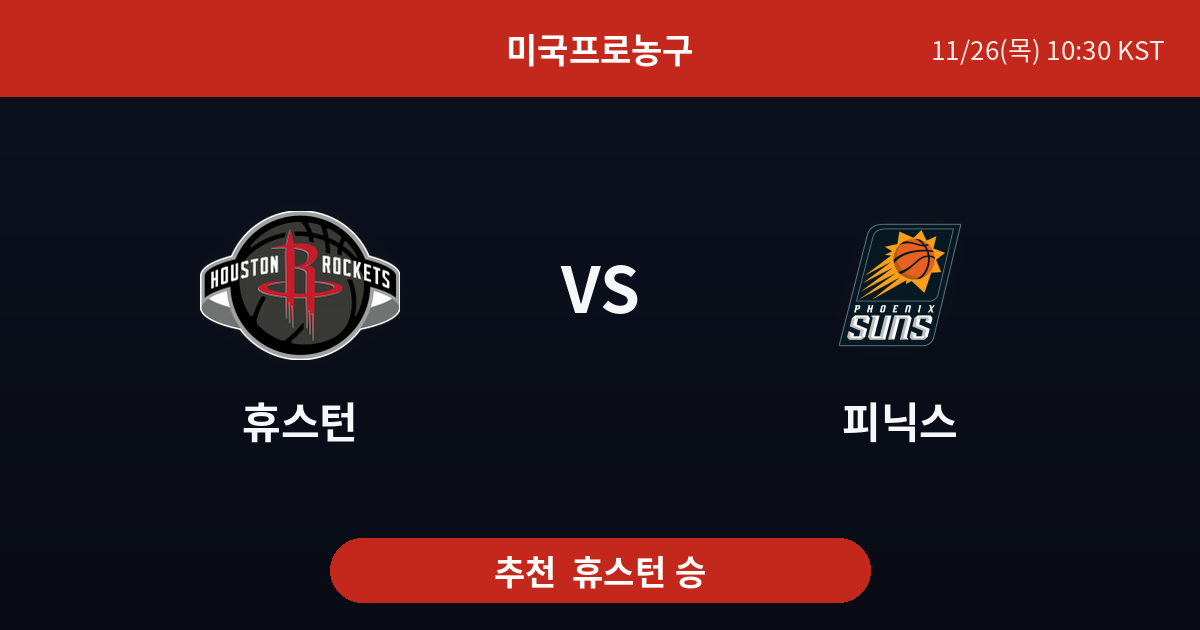 미국프로농구
11/26(목) 10:30 KST
HOUSTON ROCKETS
VS
PHOENIX
SUNS
휴스턴
피닉스
추천 휴스턴 승